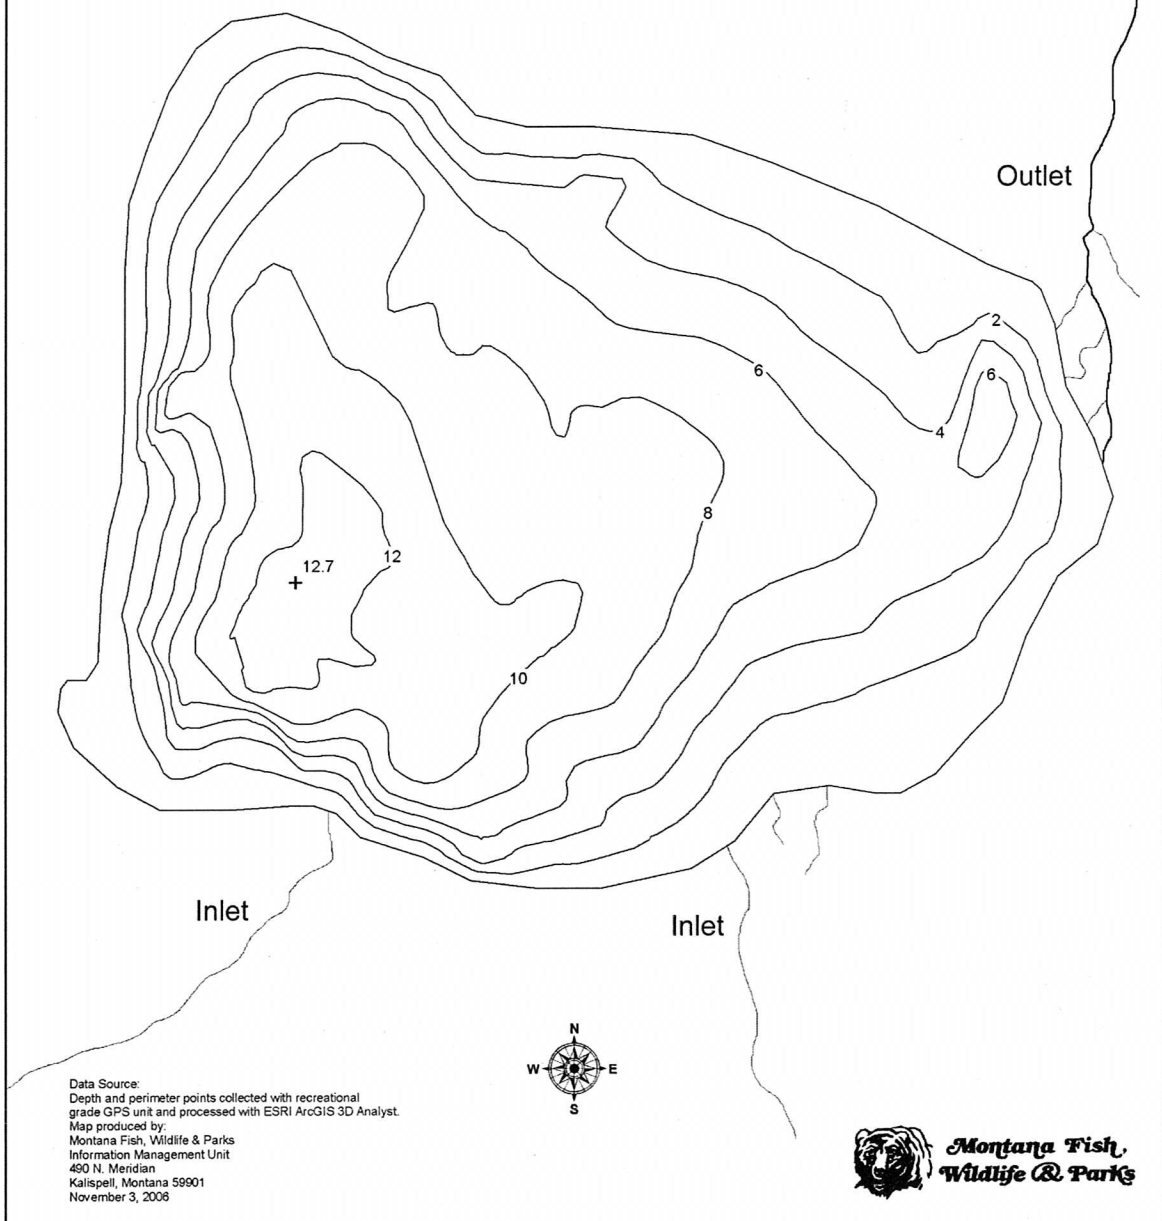 Outlet
2
6
6
4
8
12.7
12
10
Inlet
Inlet
N
W
E
S
Data Source:
Depth and perimeter points collected with recreational
grade GPS unit and processed with ESRI ArcGIS 3D Analyst.
Map produced by:
Montana Fish, Wildlife & Parks
Information Management Unit
490 N. Meridian
Kalispell, Montana 59901
November 3, 2006
Montana Fish,
Wildlife & Parks